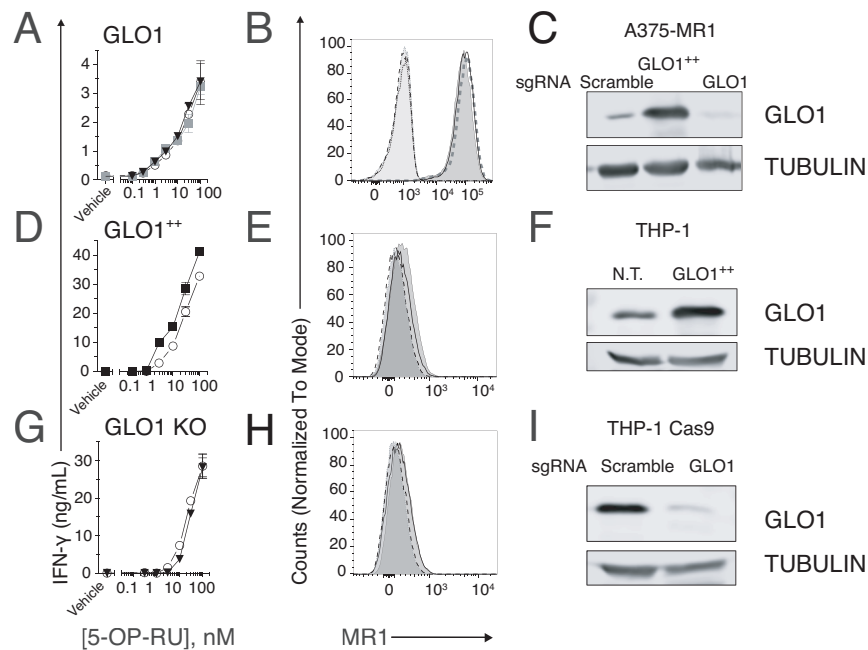 A
GLO1
4
3
2
1
0
Vehicle
0.1 1 10 100
B
100
80
60
40
20
0
0 10³ 10⁴ 10⁵
C
A375-MR1
GLO1⁺⁺
sgRNA Scramble GLO1
GLO1
TUBULIN
D
GLO1⁺⁺
40
30
20
10
0
Vehicle
0.1 1 10 100
E
100
80
60
40
20
0
0 10³ 10⁴
F
THP-1
N.T. GLO1⁺⁺
GLO1
TUBULIN
G
GLO1 KO
30
20
10
0
Vehicle
0.1 1 10 100
IFN-γ (ng/mL)
[5-OP-RU], nM
H
100
80
60
40
20
0
0 10³ 10⁴
Counts (Normalized To Mode)
MR1
I
THP-1 Cas9
sgRNA Scramble GLO1
GLO1
TUBULIN